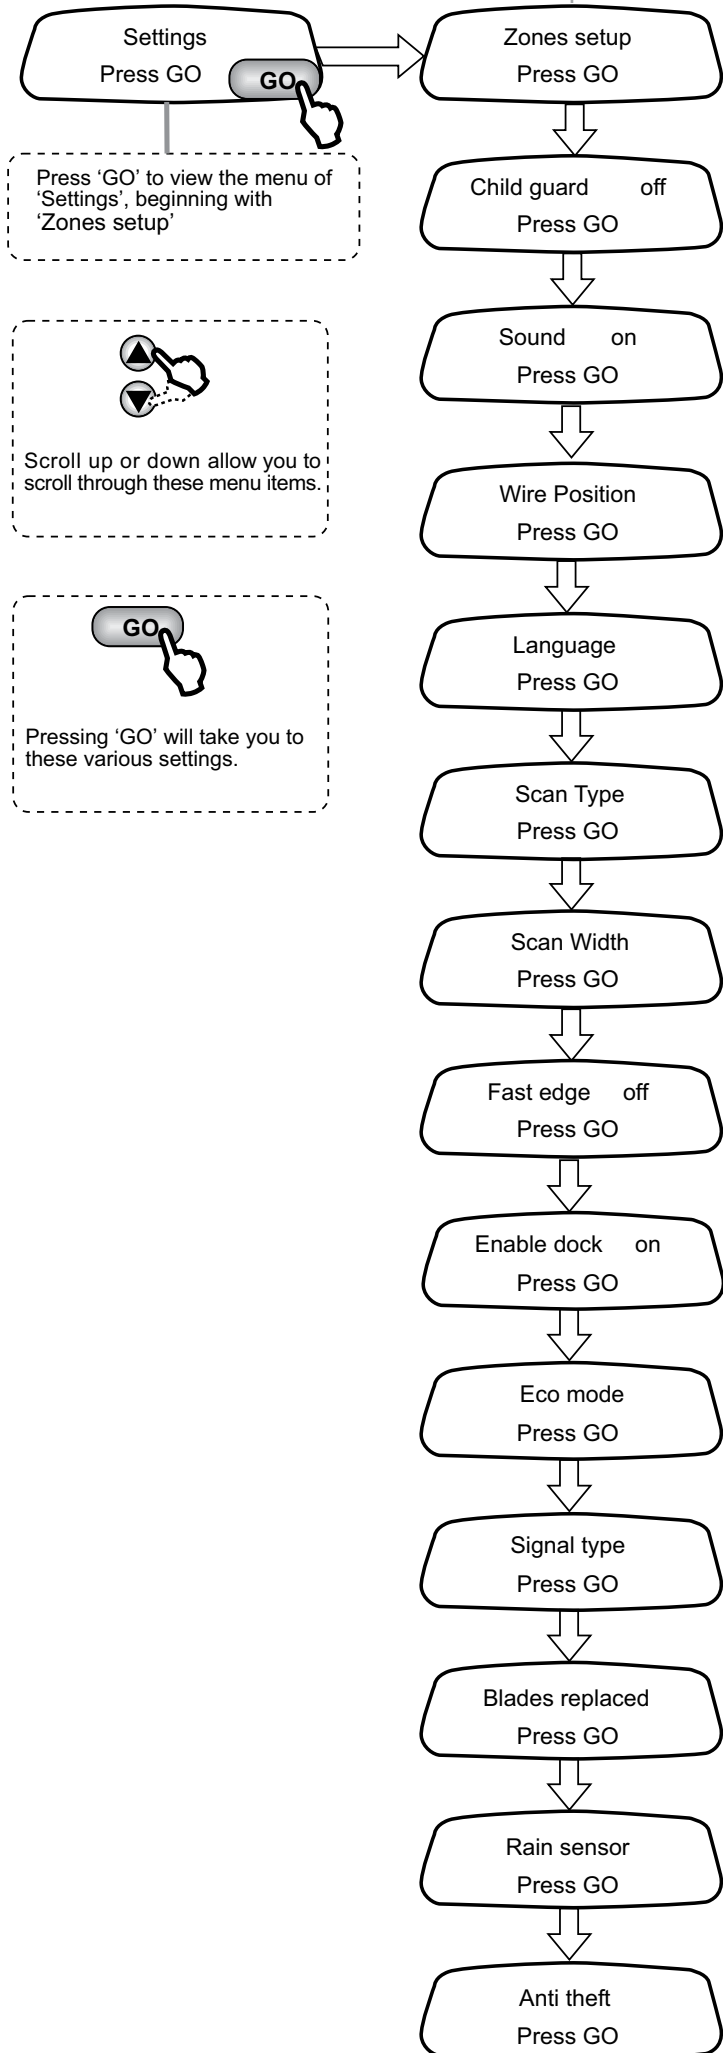 Settings
Press GO
GO
Press ‘GO’ to view the menu of
‘Settings’, beginning with
‘Zones setup’
Scroll up or down allow you to
scroll through these menu items.
GO
Pressing ‘GO’ will take you to
these various settings.
Zones setup
Press GO
Child guard off
Press GO
Sound on
Press GO
Wire Position
Press GO
Language
Press GO
Scan Type
Press GO
Scan Width
Press GO
Fast edge off
Press GO
Enable dock on
Press GO
Eco mode
Press GO
Signal type
Press GO
Blades replaced
Press GO
Rain sensor
Press GO
Anti theft
Press GO